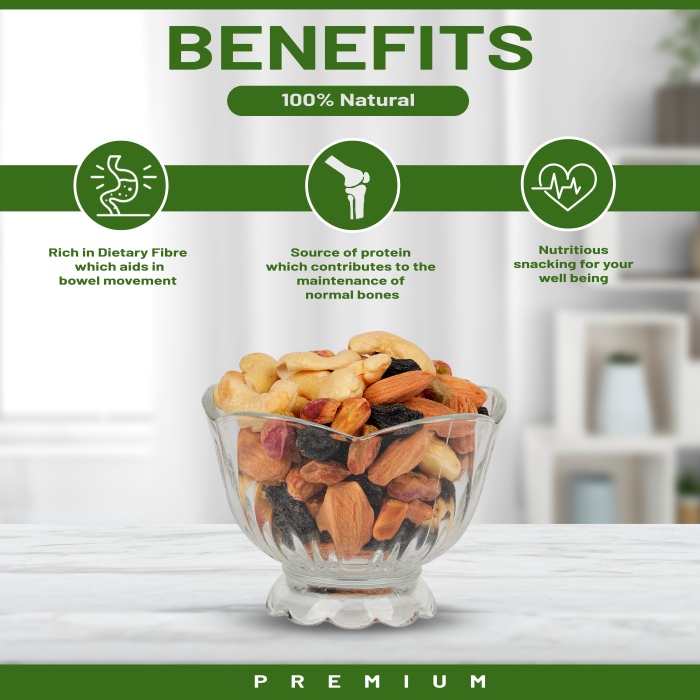 BENEFITS
100% Natural
Rich in Dietary Fibre
which aids in
bowel movement
Source of protein
which contributes to the
maintenance of
normal bones
Nutritious
snacking for your
well being
PREMIUM